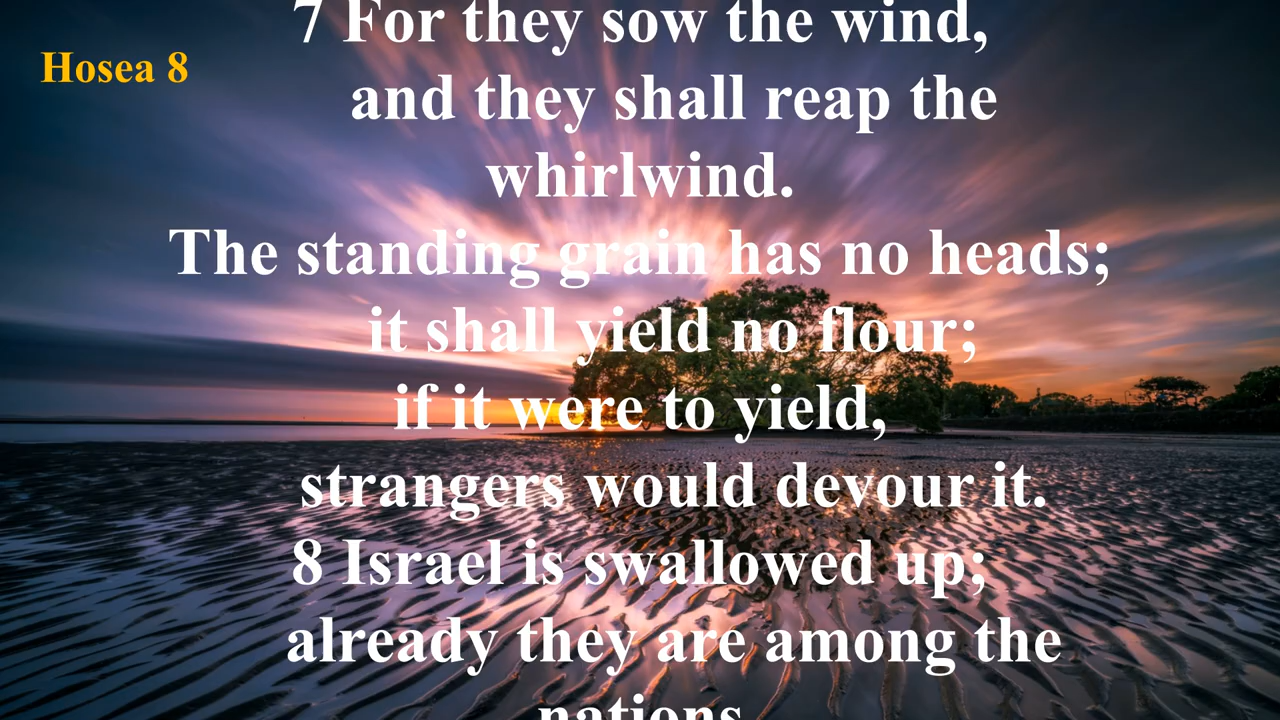 7 For they sow the wind,
Hosea 8
and they shall reap the
whirlwind.
The standing grain has no heads;
it shall yield no flour;
if it were to yield,
strangers would devour it.
8 Israel is swallowed up;
already they are among the
nations